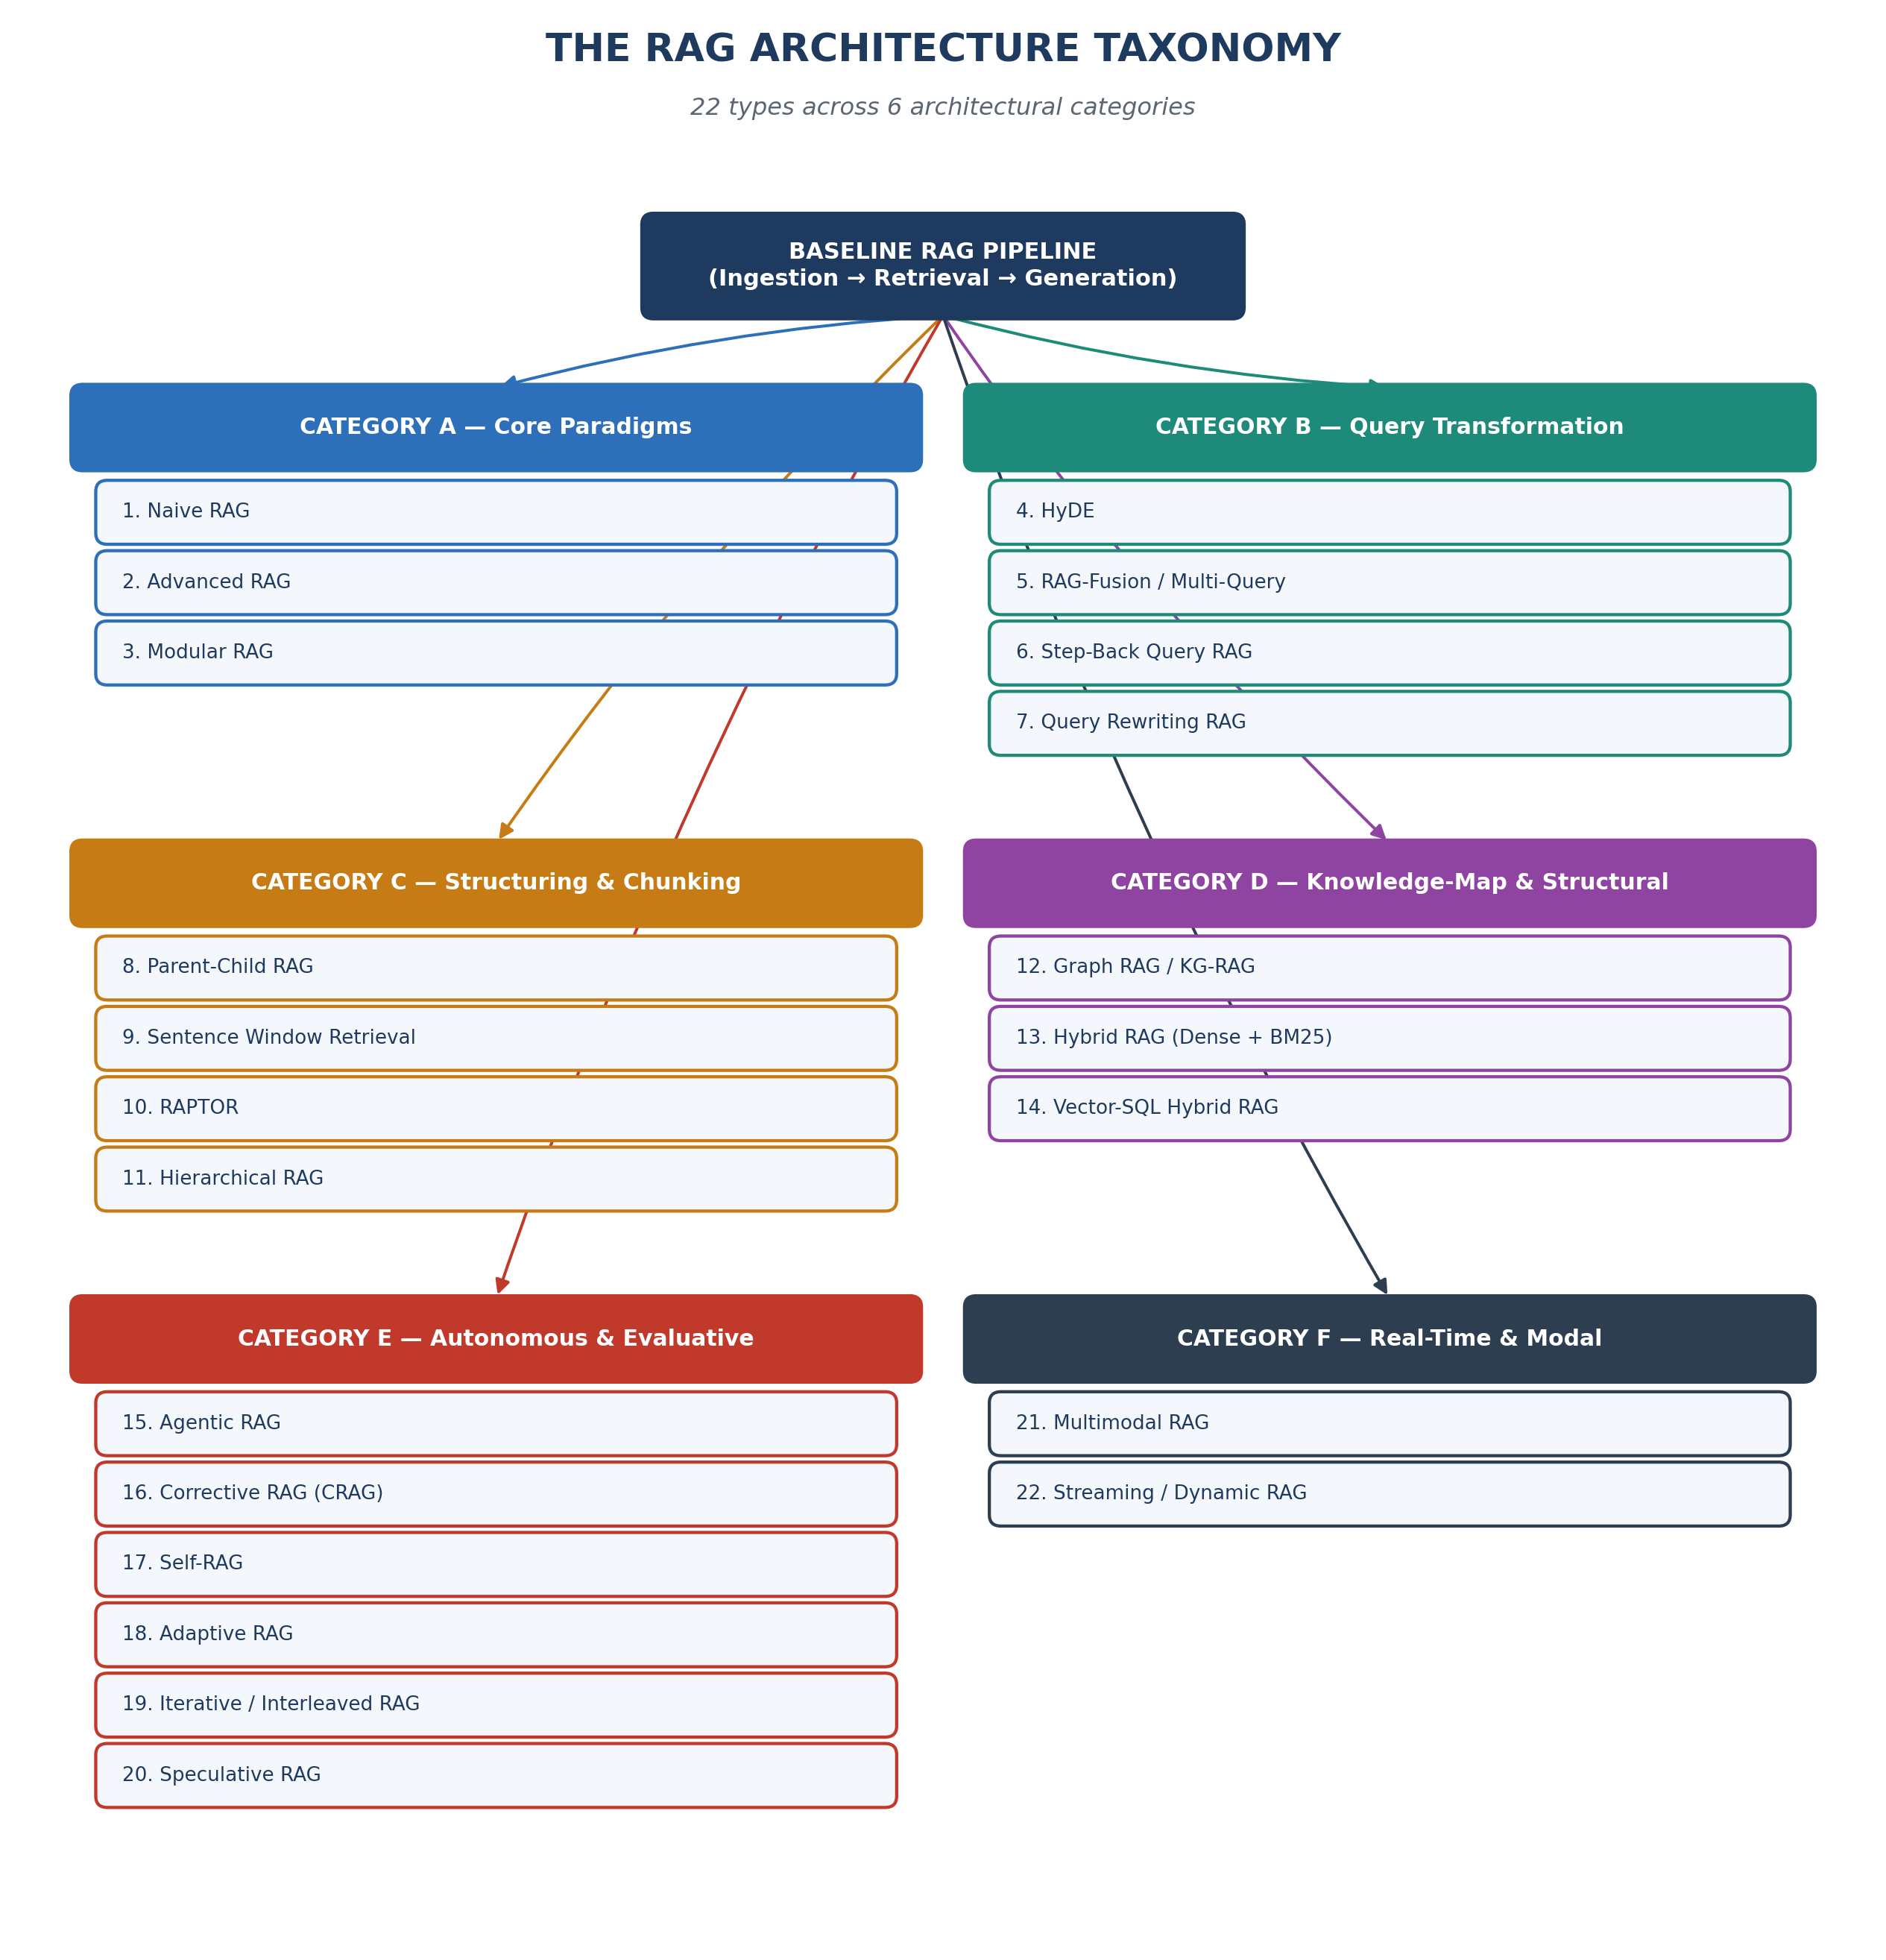 THE RAG ARCHITECTURE TAXONOMY
22 types across 6 architectural categories
BASELINE RAG PIPELINE
(Ingestion → Retrieval → Generation)
CATEGORY A — Core Paradigms
1. Naive RAG
2. Advanced RAG
3. Modular RAG
CATEGORY B — Query Transformation
4. HyDE
5. RAG-Fusion / Multi-Query
6. Step-Back Query RAG
7. Query Rewriting RAG
CATEGORY C — Structuring & Chunking
8. Parent-Child RAG
9. Sentence Window Retrieval
10. RAPTOR
11. Hierarchical RAG
CATEGORY D — Knowledge-Map & Structural
12. Graph RAG / KG-RAG
13. Hybrid RAG (Dense + BM25)
14. Vector-SQL Hybrid RAG
CATEGORY E — Autonomous & Evaluative
15. Agentic RAG
16. Corrective RAG (CRAG)
17. Self-RAG
18. Adaptive RAG
19. Iterative / Interleaved RAG
20. Speculative RAG
CATEGORY F — Real-Time & Modal
21. Multimodal RAG
22. Streaming / Dynamic RAG